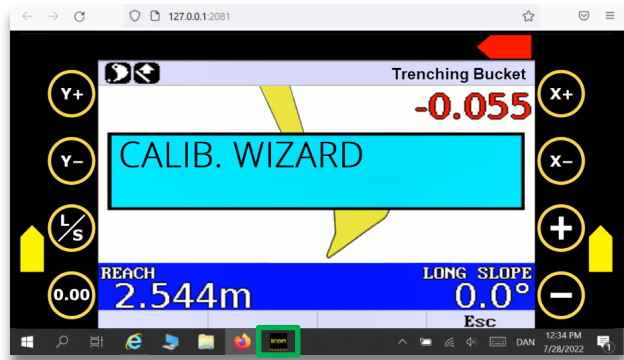 127.0.0.1:2081
Trenching Bucket
Y+
-0.055
X+
CALIB. WIZARD
Y−
X−
L/S
+
REACH
LONG SLOPE
0.00
2.544m
0.0°
−
Esc
icon
DAN
12:34 PM
7/28/2022
1